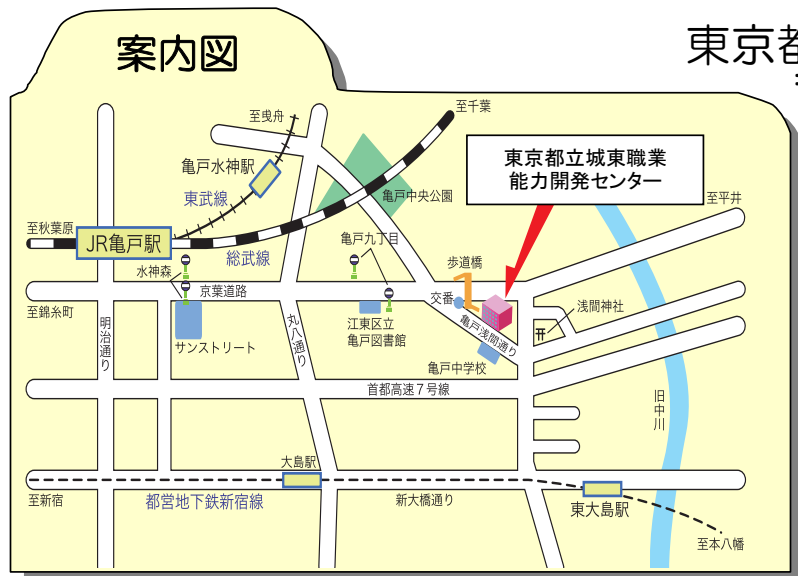 案内図
東京都
至曳舟
至千葉
亀戸水神駅
東京都立城東職業
能力開発センター
東武線
亀戸中央公園
至平井
至秋葉原
JR亀戸駅
亀戸九丁目
総武線
歩道橋
水神森
京葉道路
交番
浅間神社
至錦糸町
明治通り
丸八通り
江東区立
亀戸図書館
亀戸浅間通り
サンストリート
亀戸中学校
首都高速7号線
旧中川
大島駅
至新宿
都営地下鉄新宿線
新大橋通り
東大島駅
至本八幡